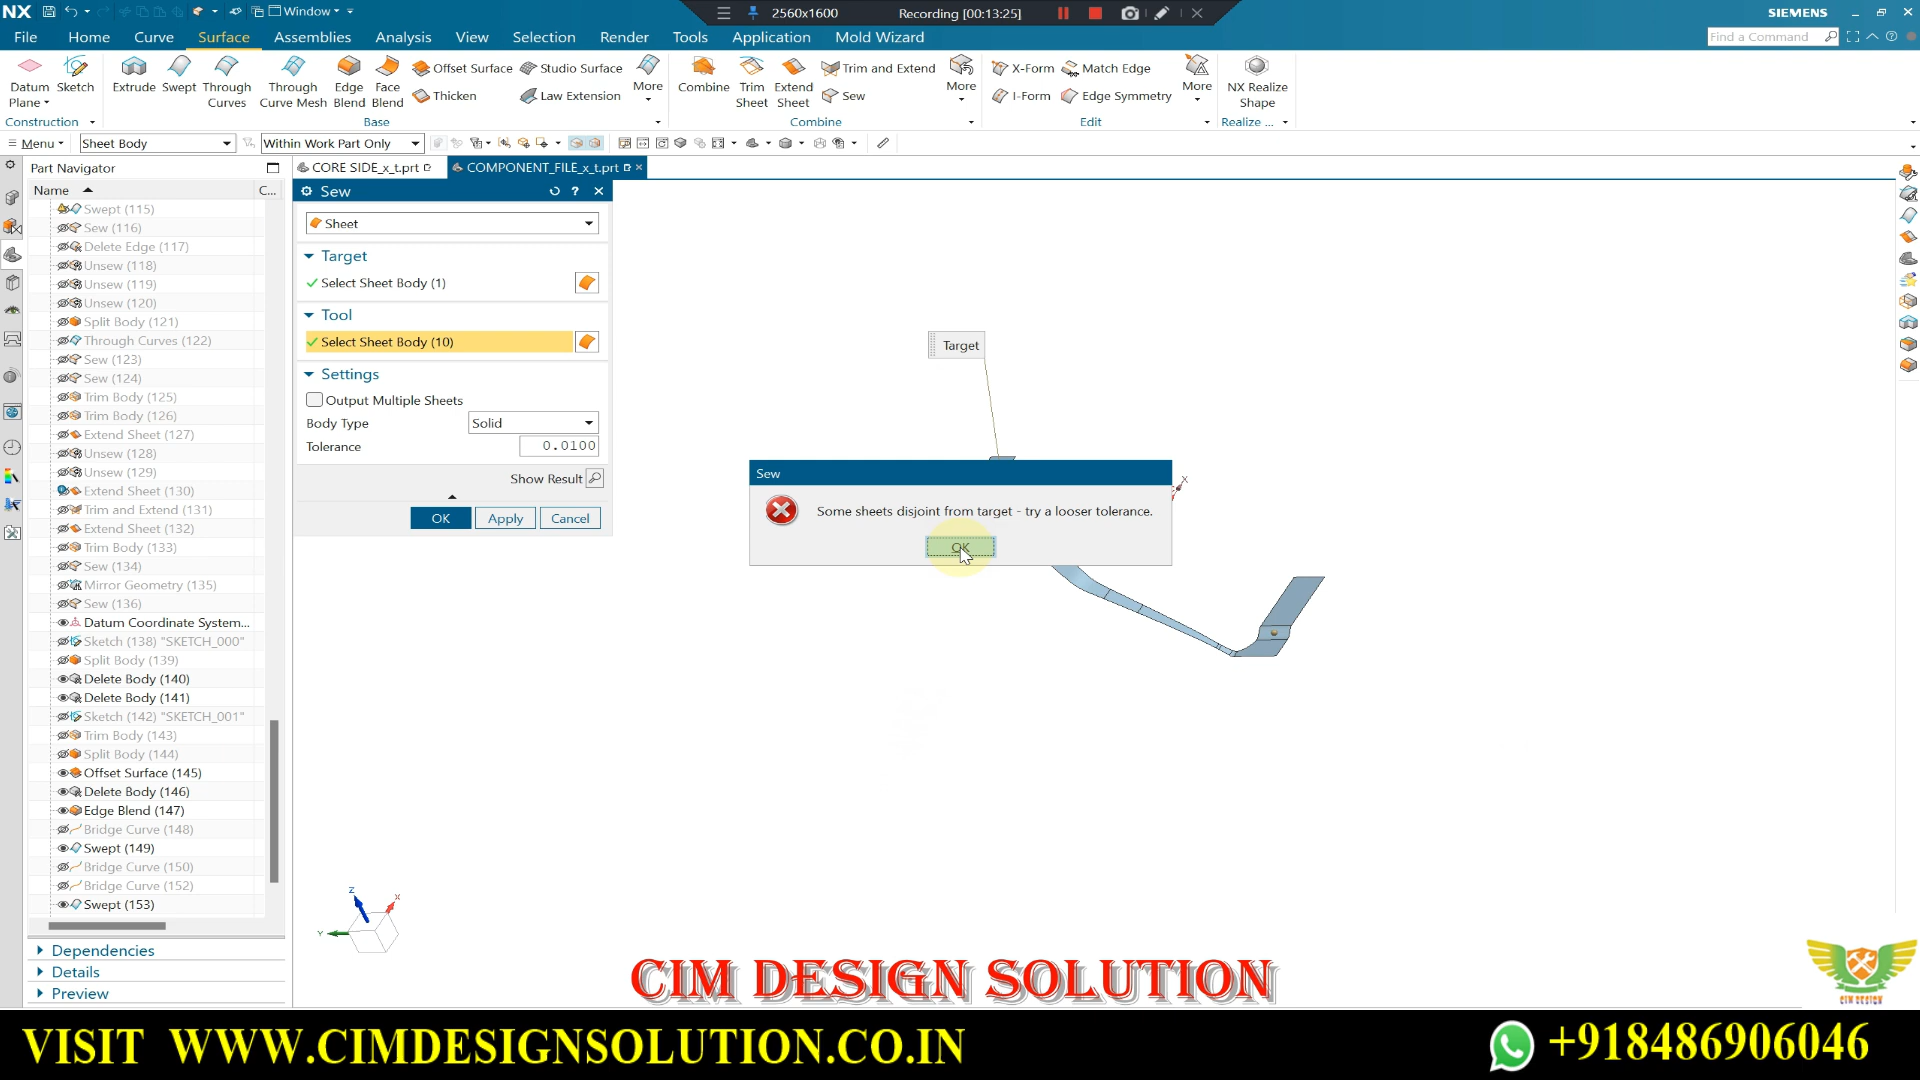 NX
Window
2560x1600
Recording [00:13:25]
SIEMENS
File
Home
Curve
Surface
Assemblies
Analysis
View
Selection
Render
Tools
Application
Mold Wizard
Find a Command
Datum Plane
Sketch
Extrude
Swept
Through Curves
Through Curve Mesh
Edge Blend
Face Blend
Offset Surface
Thicken
Studio Surface
Law Extension
More
Combine
Trim Sheet
Extend Sheet
Trim and Extend
Sew
More
X-Form
I-Form
Match Edge
Edge Symmetry
More
NX Realize Shape
Construction
Base
Combine
Edit
Realize ...
Menu
Sheet Body
Within Work Part Only
Part Navigator
CORE SIDE_x_t.prt
COMPONENT_FILE_x_t.prt
Name
C...
Swept (115)
Sew (116)
Delete Edge (117)
Unsew (118)
Unsew (119)
Unsew (120)
Split Body (121)
Through Curves (122)
Sew (123)
Sew (124)
Trim Body (125)
Trim Body (126)
Extend Sheet (127)
Unsew (128)
Unsew (129)
Extend Sheet (130)
Trim and Extend (131)
Extend Sheet (132)
Trim Body (133)
Sew (134)
Mirror Geometry (135)
Sew (136)
Datum Coordinate System...
Sketch (138) "SKETCH_000"
Split Body (139)
Delete Body (140)
Delete Body (141)
Sketch (142) "SKETCH_001"
Trim Body (143)
Split Body (144)
Offset Surface (145)
Delete Body (146)
Edge Blend (147)
Bridge Curve (148)
Swept (149)
Bridge Curve (150)
Bridge Curve (152)
Swept (153)
Dependencies
Details
Preview
Sew
Sheet
Target
Select Sheet Body (1)
Tool
Select Sheet Body (10)
Settings
Output Multiple Sheets
Body Type
Solid
Tolerance
0.0100
Show Result
OK
Apply
Cancel
Target
Sew
Some sheets disjoint from target - try a looser tolerance.
OK
X
Z
X
Y
CIM DESIGN SOLUTION
CIM DESIGN
VISIT WWW.CIMDESIGNSOLUTION.CO.IN
+918486906046